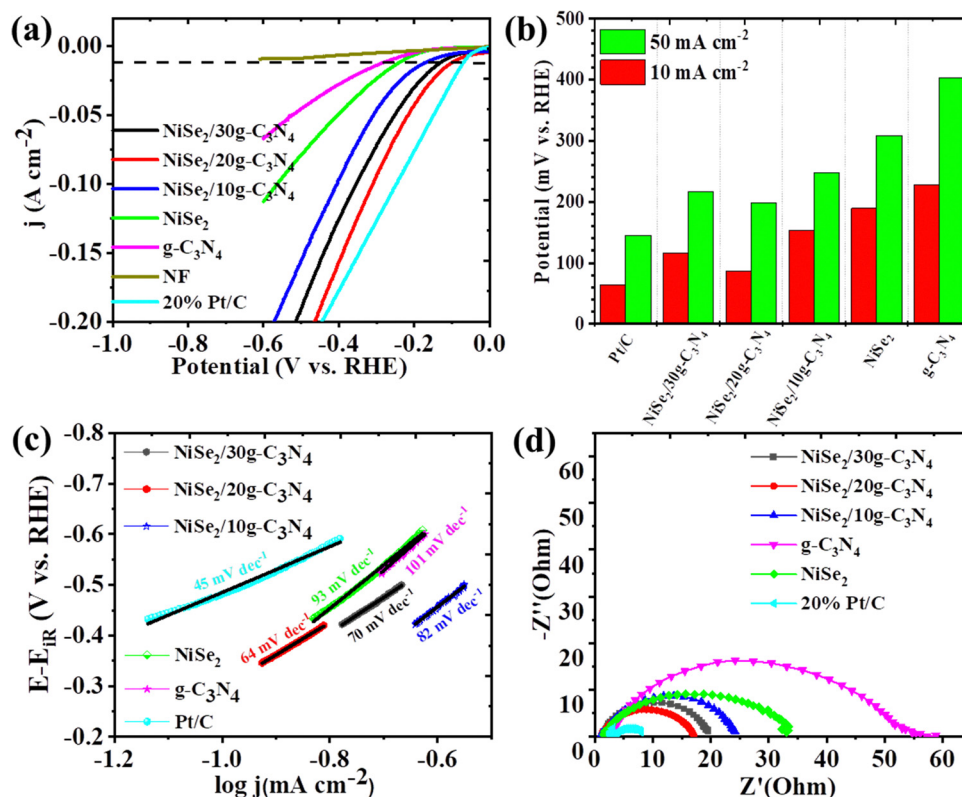 (a)
0.00
-0.05
-0.10
-0.15
-0.20
j (A cm⁻²)
NiSe₂/30g-C₃N₄
NiSe₂/20g-C₃N₄
NiSe₂/10g-C₃N₄
NiSe₂
g-C₃N₄
NF
20% Pt/C
-1.0 -0.8 -0.6 -0.4 -0.2 0.0
Potential (V vs. RHE)
(b)
500
400
300
200
100
0
Potential (mV vs. RHE)
50 mA cm⁻²
10 mA cm⁻²
Pt/C
NiSe₂/30g-C₃N₄
NiSe₂/20g-C₃N₄
NiSe₂/10g-C₃N₄
NiSe₂
g-C₃N₄
(c)
-0.8
-0.7
-0.6
-0.5
-0.4
-0.3
-0.2
E-E_iR (V vs. RHE)
NiSe₂/30g-C₃N₄
NiSe₂/20g-C₃N₄
NiSe₂/10g-C₃N₄
45 mV dec⁻¹
93 mV dec⁻¹
101 mV dec⁻¹
64 mV dec⁻¹
70 mV dec⁻¹
82 mV dec⁻¹
NiSe₂
g-C₃N₄
Pt/C
-1.0 -0.8 -0.6
log j(mA cm⁻²)
(d)
60
50
40
30
20
10
0
-Z''(Ohm)
NiSe₂/30g-C₃N₄
NiSe₂/20g-C₃N₄
NiSe₂/10g-C₃N₄
g-C₃N₄
NiSe₂
20% Pt/C
0 10 20 30 40 50 60
Z'(Ohm)